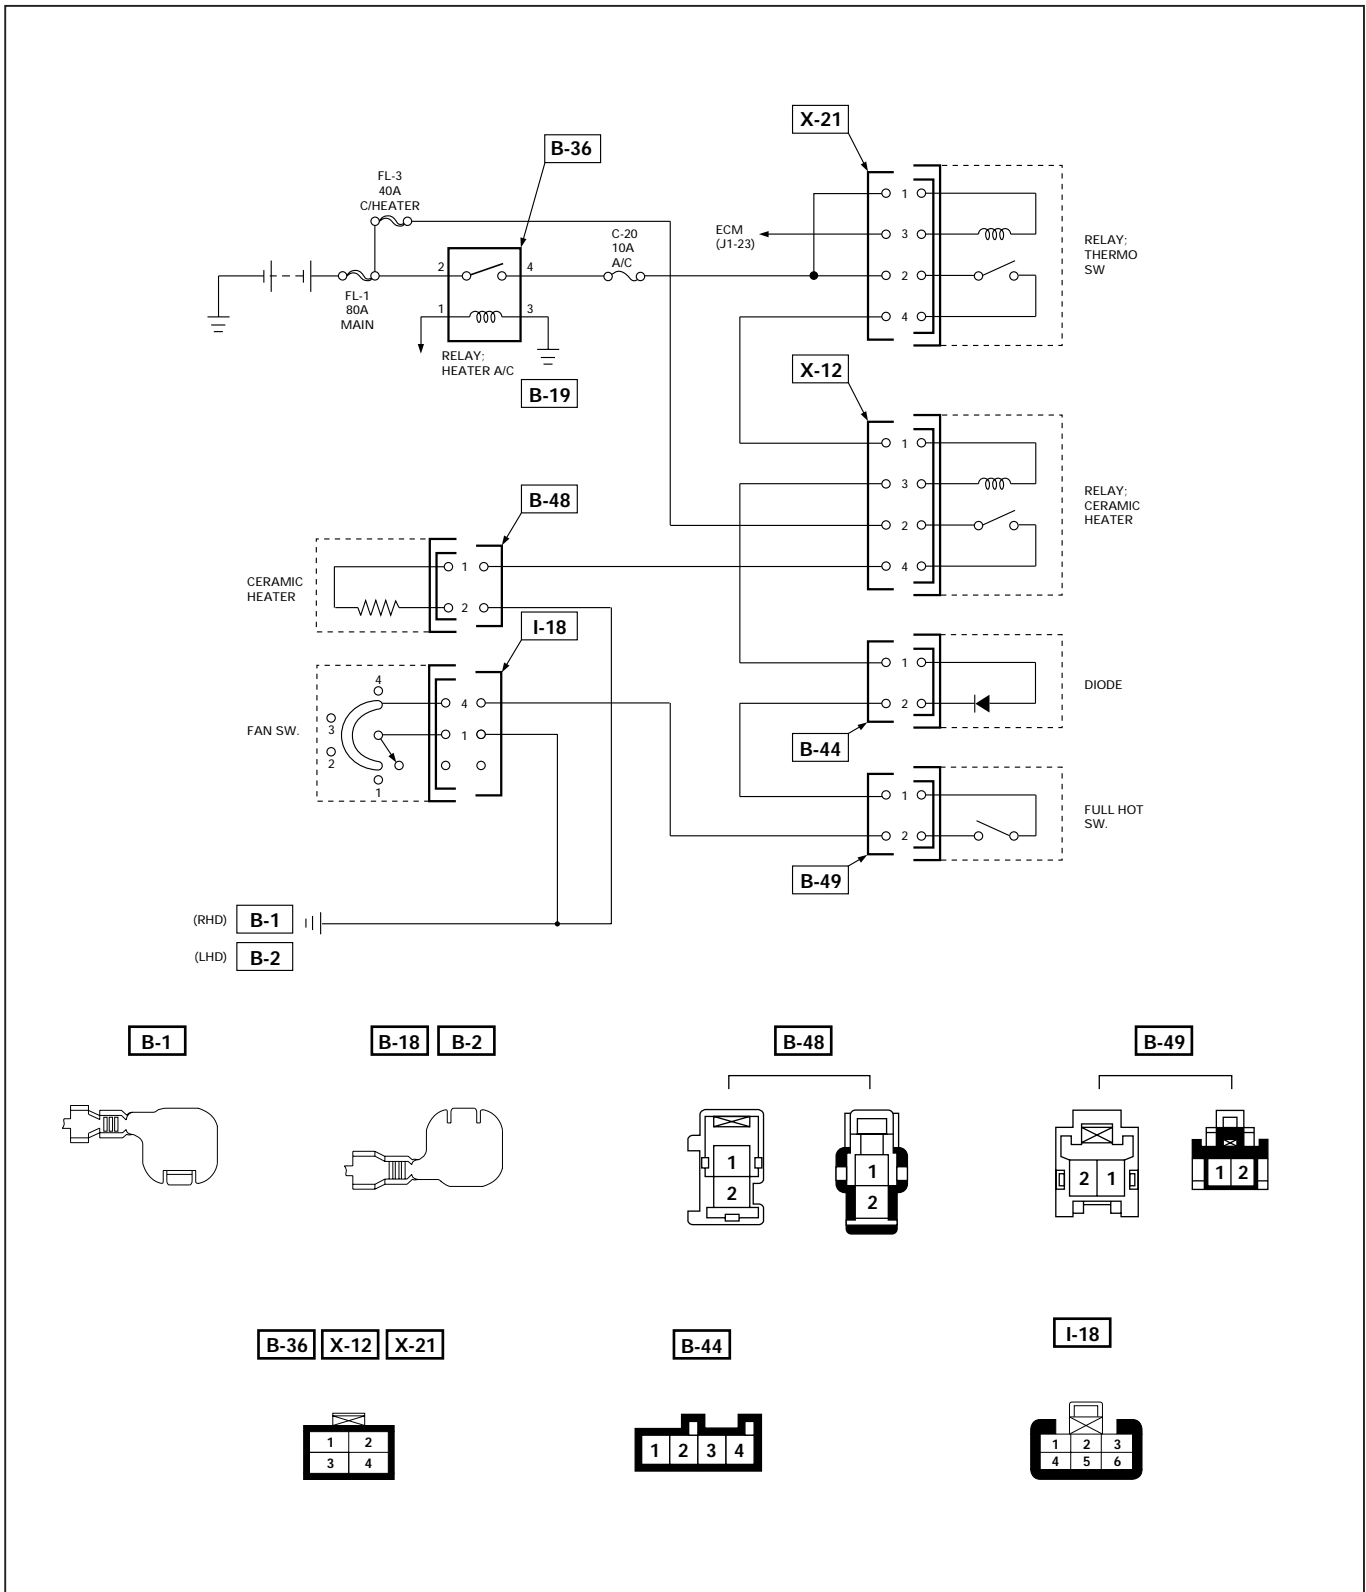 X-21
B-36
FL-3
40A
C/HEATER
C-20
10A
A/C
ECM
(J1-23)
1
3
2
4
RELAY;
THERMO
SW
2
4
1
3
FL-1
80A
MAIN
RELAY;
HEATER A/C
B-19
X-12
1
3
2
4
RELAY;
CERAMIC
HEATER
B-48
CERAMIC
HEATER
1
2
I-18
FAN SW.
4
3
2
1
4
1
1
2
DIODE
B-44
1
2
FULL HOT
SW.
B-49
(RHD) B-1
(LHD) B-2
B-1
B-18 B-2
B-48
B-49
1
2
1
2
2 1
1 2
B-36 X-12 X-21
B-44
I-18
1 2
3 4
1 2 3 4
1 2 3
4 5 6